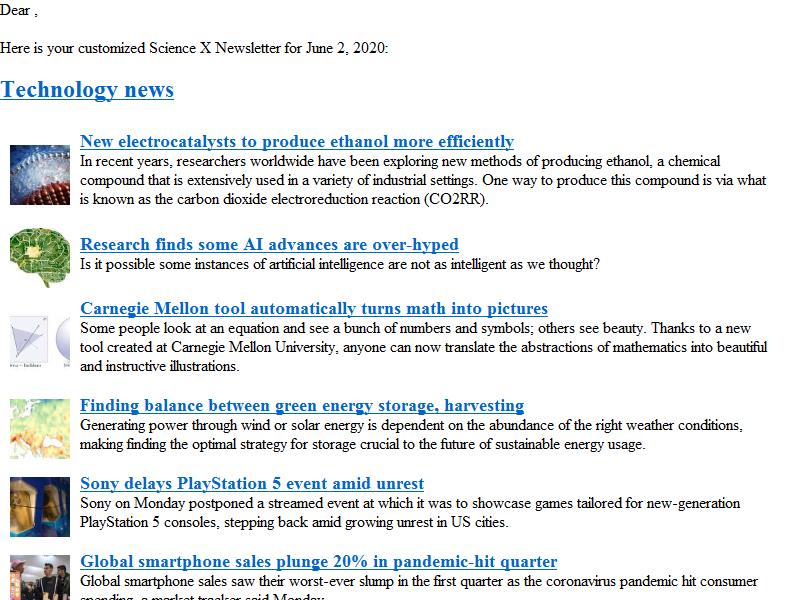 Dear ,
Here is your customized Science X Newsletter for June 2, 2020:
Technology news
New electrocatalysts to produce ethanol more efficiently
In recent years, researchers worldwide have been exploring new methods of producing ethanol, a chemical
compound that is extensively used in a variety of industrial settings. One way to produce this compound is via what
is known as the carbon dioxide electroreduction reaction (CO2RR).
Research finds some AI advances are over-hyped
Is it possible some instances of artificial intelligence are not as intelligent as we thought?
Carnegie Mellon tool automatically turns math into pictures
Some people look at an equation and see a bunch of numbers and symbols; others see beauty. Thanks to a new
tool created at Carnegie Mellon University, anyone can now translate the abstractions of mathematics into beautiful
and instructive illustrations.
Finding balance between green energy storage, harvesting
Generating power through wind or solar energy is dependent on the abundance of the right weather conditions,
making finding the optimal strategy for storage crucial to the future of sustainable energy usage.
Sony delays PlayStation 5 event amid unrest
Sony on Monday postponed a streamed event at which it was to showcase games tailored for new-generation
PlayStation 5 consoles, stepping back amid growing unrest in US cities.
Global smartphone sales plunge 20% in pandemic-hit quarter
Global smartphone sales saw their worst-ever slump in the first quarter as the coronavirus pandemic hit consumer
spending, a market tracker said Monday.